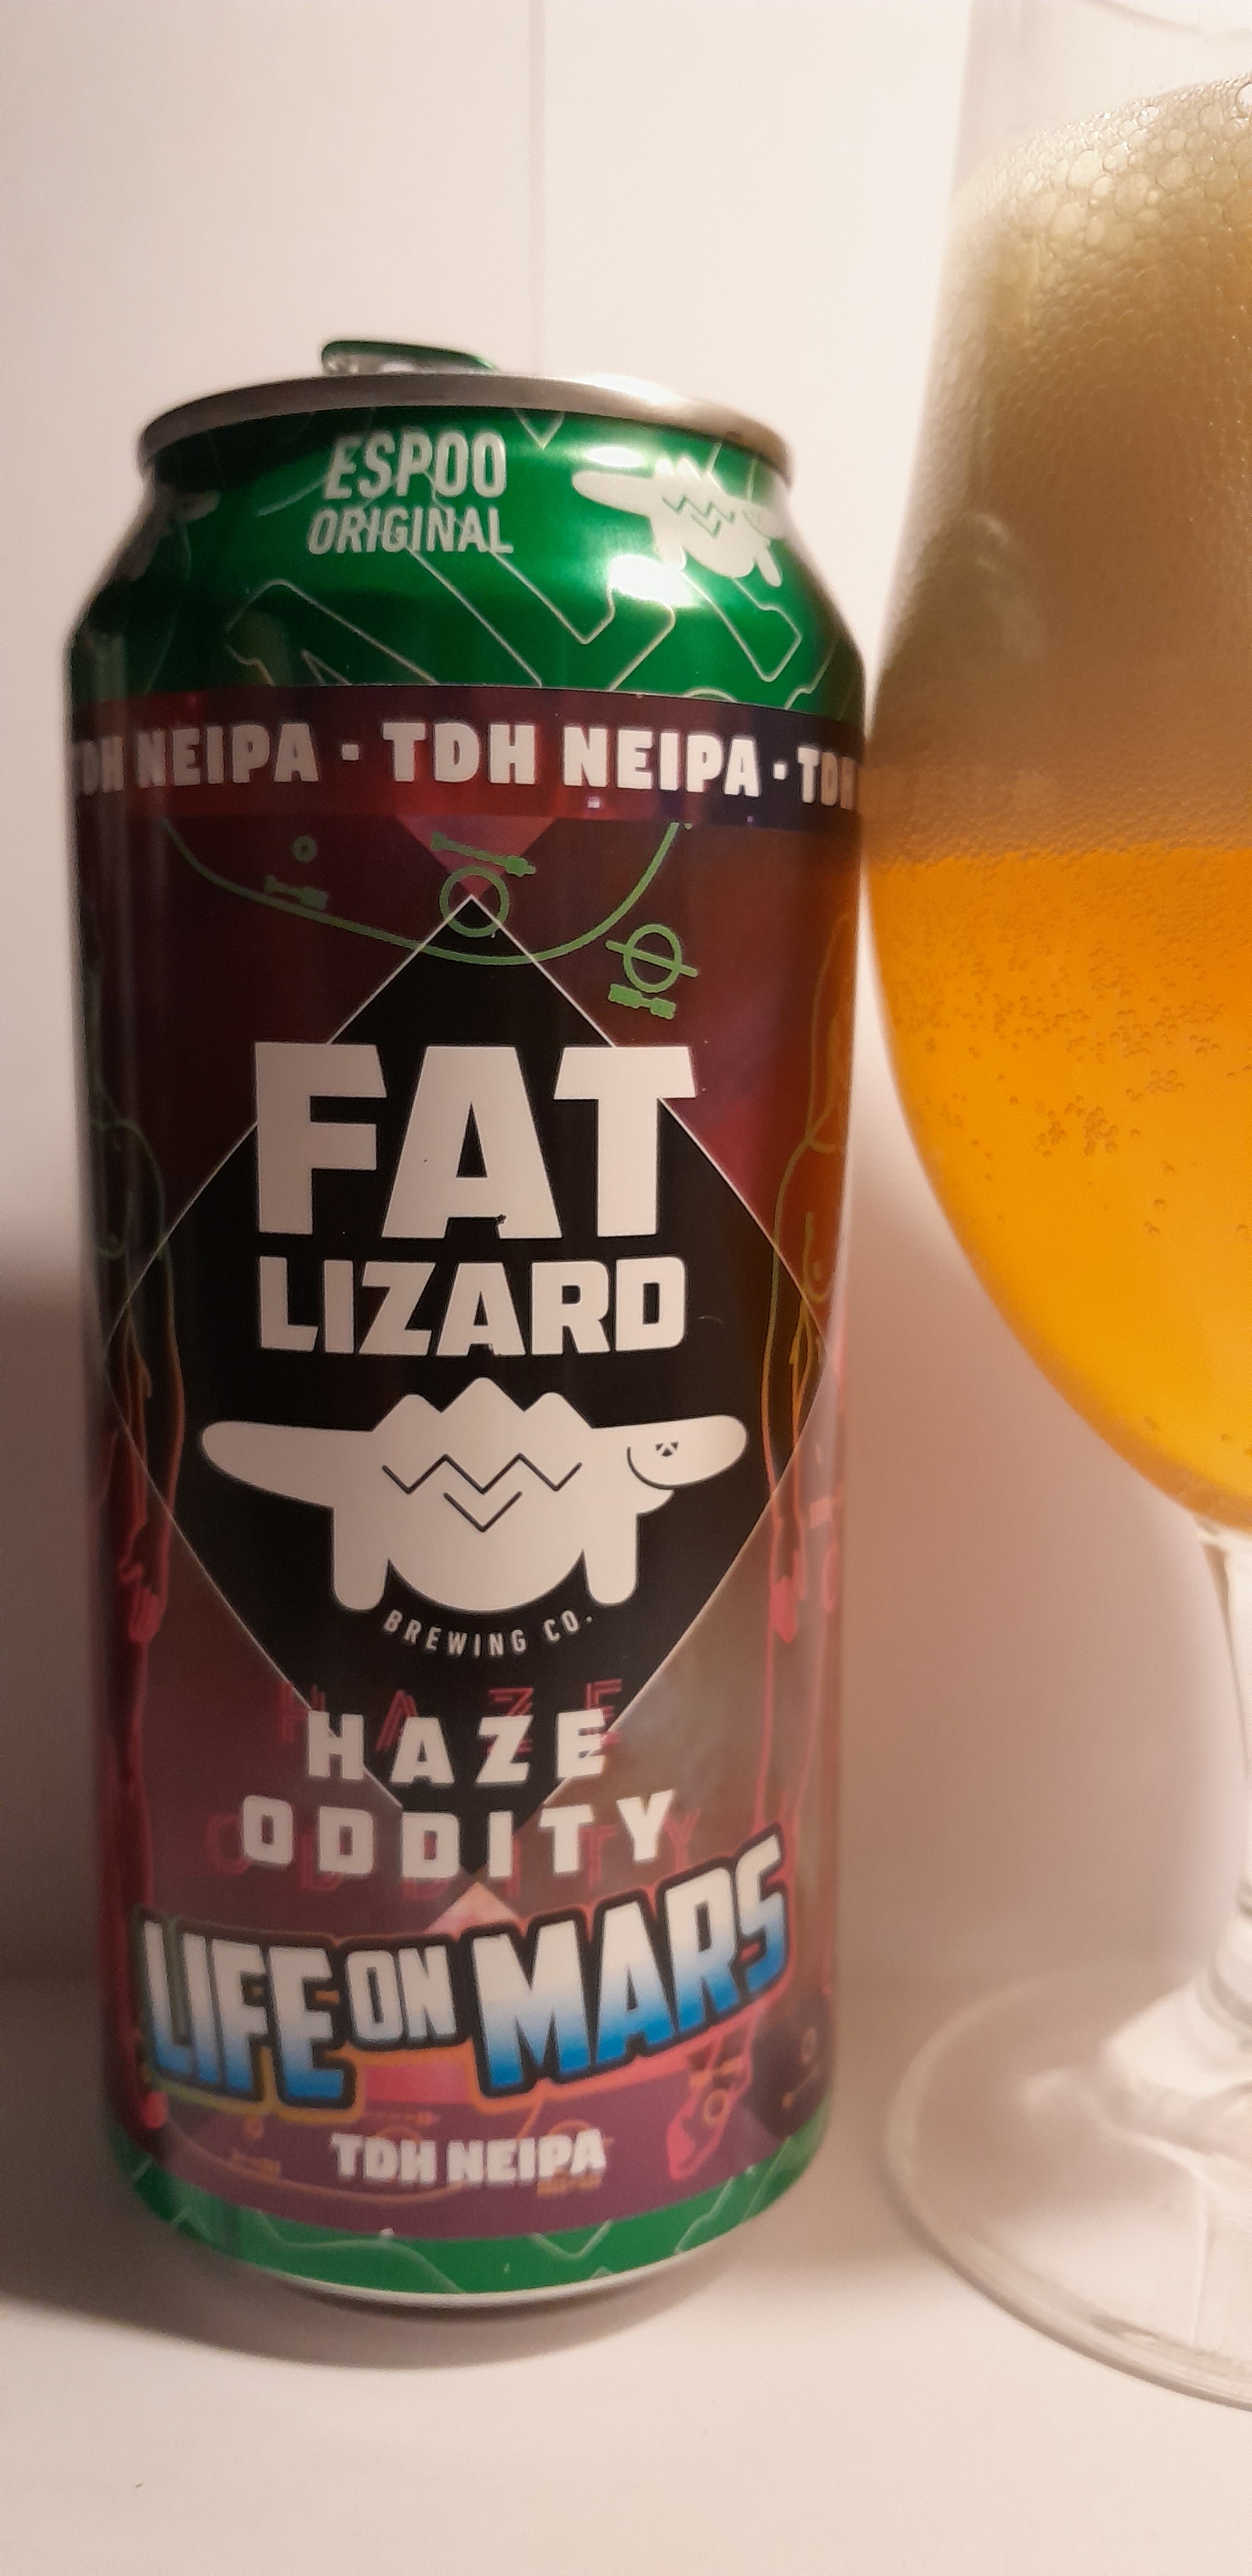 ESPOO
ORIGINAL
TDH NEIPA · TDH NEIPA · TDH
FAT
LIZARD
BREWING CO.
HAZE
ODDITY
LIFE ON MARS
TDH NEIPA